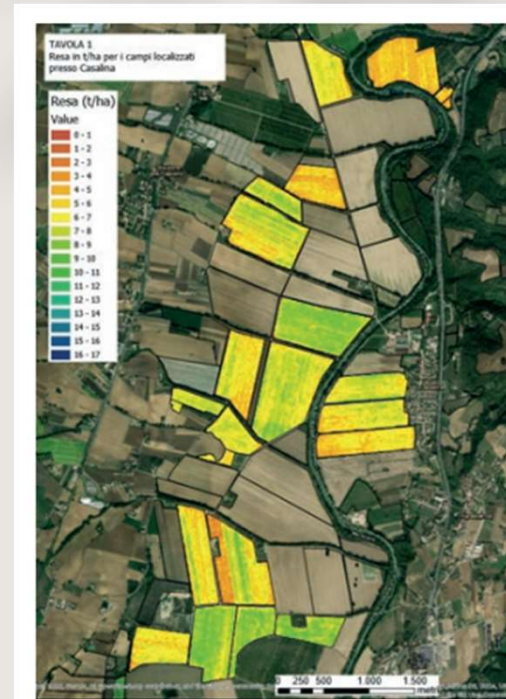 TAVOLA 1
Resa in t/ha per i campi localizzati
presso Casalina
Resa (t/ha)
Value
0 - 1
1 - 2
2 - 3
3 - 4
4 - 5
5 - 6
6 - 7
7 - 8
8 - 9
9 - 10
10 - 11
11 - 12
12 - 13
13 - 14
14 - 15
15 - 16
16 - 17
0 250 500 1.000 1.500